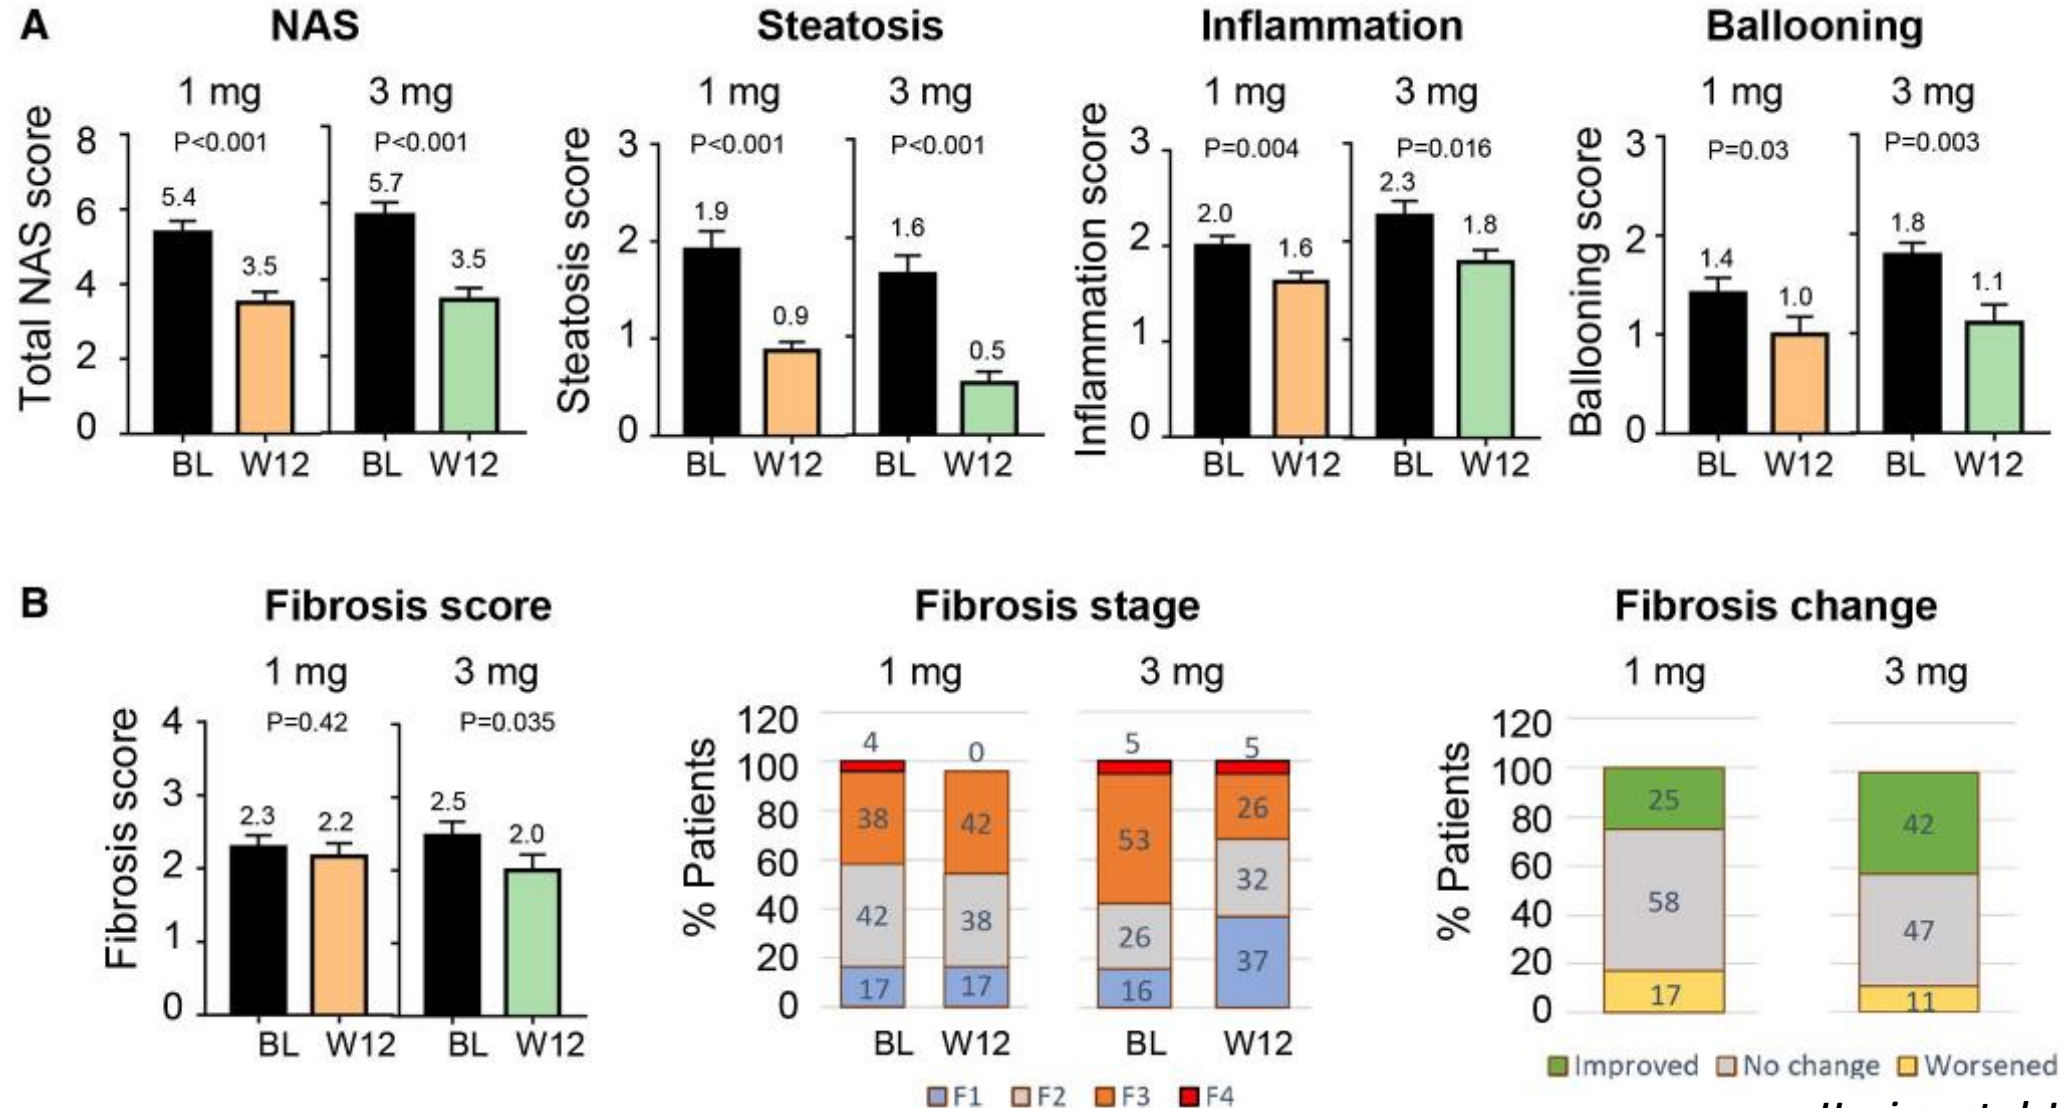 A NAS Steatosis Inflammation Ballooning
1 mg 3 mg 1 mg 3 mg 1 mg 3 mg 1 mg 3 mg
P<0.001 P<0.001 P<0.001 P<0.001 P=0.004 P=0.016 P=0.03 P=0.003
Total NAS score
8
6
4
2
0
5.4 3.5 5.7 3.5
BL W12 BL W12
Steatosis score
3
2
1
0
1.9 0.9 1.6 0.5
BL W12 BL W12
Inflammation score
3
2
1
0
2.0 1.6 2.3 1.8
BL W12 BL W12
Ballooning score
3
2
1
0
1.4 1.0 1.8 1.1
BL W12 BL W12
B Fibrosis score Fibrosis stage Fibrosis change
1 mg 3 mg 1 mg 3 mg 1 mg 3 mg
P=0.42 P=0.035
Fibrosis score
4
3
2
1
0
2.3 2.2 2.5 2.0
BL W12 BL W12
% Patients
120
100
80
60
40
20
0
4 0 5 5
38 42 53 26
42 38 26 32
17 17 16 37
BL W12 BL W12
F1 F2 F3 F4
% Patients
120
100
80
60
40
20
0
25 42
58 47
17 11
Improved No change Worsened